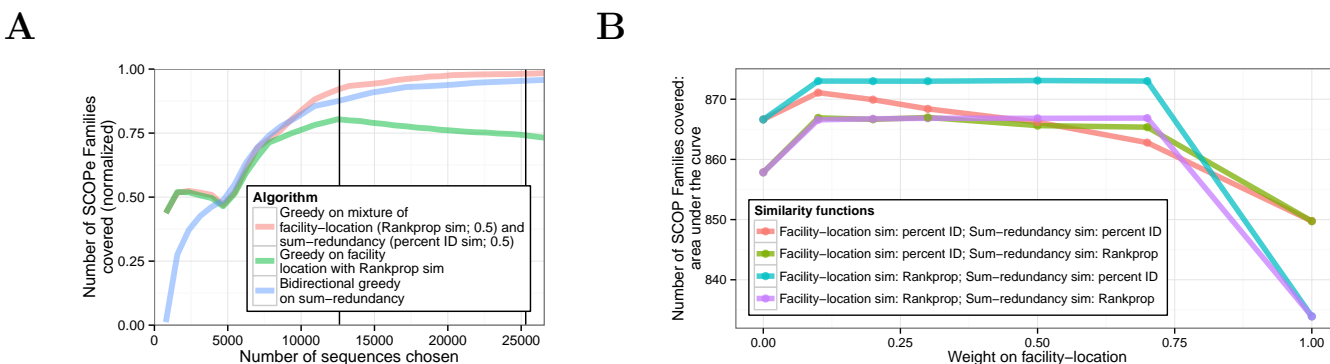 A
Number of SCOPe Families
covered (normalized)
1.00
0.75
0.50
0.25
0.00
Algorithm
Greedy on mixture of
facility−location (Rankprop sim; 0.5) and
sum−redundancy (percent ID sim; 0.5)
Greedy on facility
location with Rankprop sim
Bidirectional greedy
on sum−redundancy
0
5000
10000
15000
20000
25000
Number of sequences chosen
B
Number of SCOP Families covered:
area under the curve
870
860
850
840
Similarity functions
Facility−location sim: percent ID; Sum−redundancy sim: percent ID
Facility−location sim: percent ID; Sum−redundancy sim: Rankprop
Facility−location sim: Rankprop; Sum−redundancy sim: percent ID
Facility−location sim: Rankprop; Sum−redundancy sim: Rankprop
0.00
0.25
0.50
0.75
1.00
Weight on facility−location